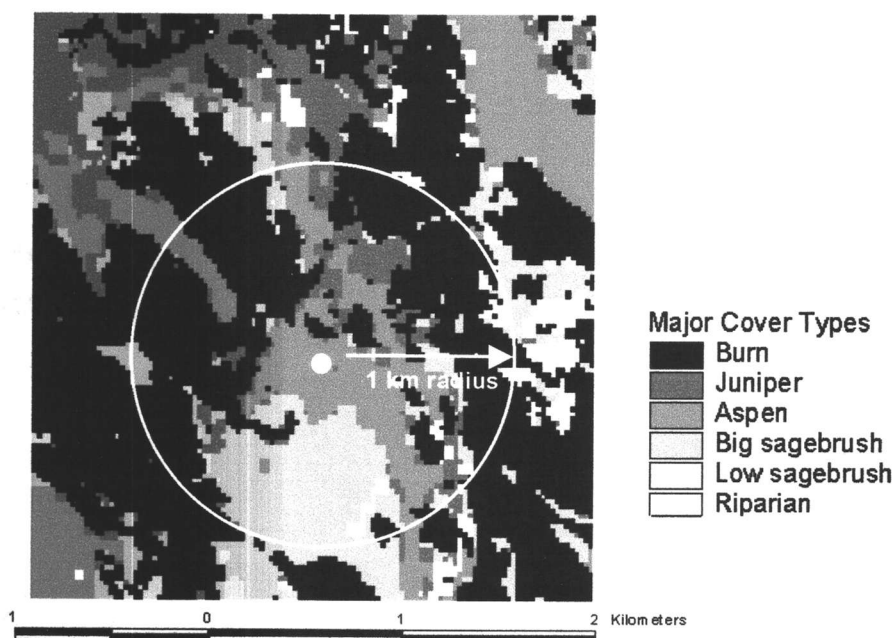 1 km radius
Major Cover Types
Burn
Juniper
Aspen
Big sagebrush
Low sagebrush
Riparian
1 0 1 2 Kilometers